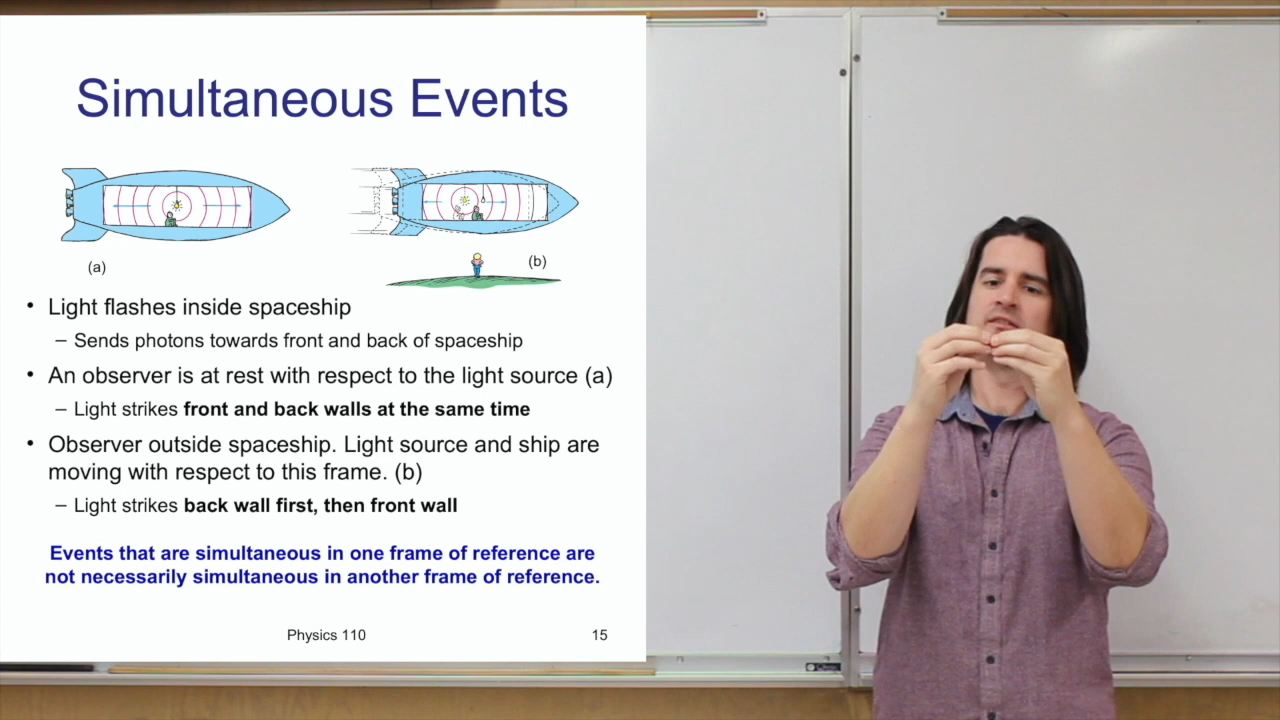 Simultaneous Events
(a)
(b)
• Light flashes inside spaceship
– Sends photons towards front and back of spaceship
• An observer is at rest with respect to the light source (a)
– Light strikes front and back walls at the same time
• Observer outside spaceship. Light source and ship are
moving with respect to this frame. (b)
– Light strikes back wall first, then front wall
Events that are simultaneous in one frame of reference are
not necessarily simultaneous in another frame of reference.
Physics 110
15